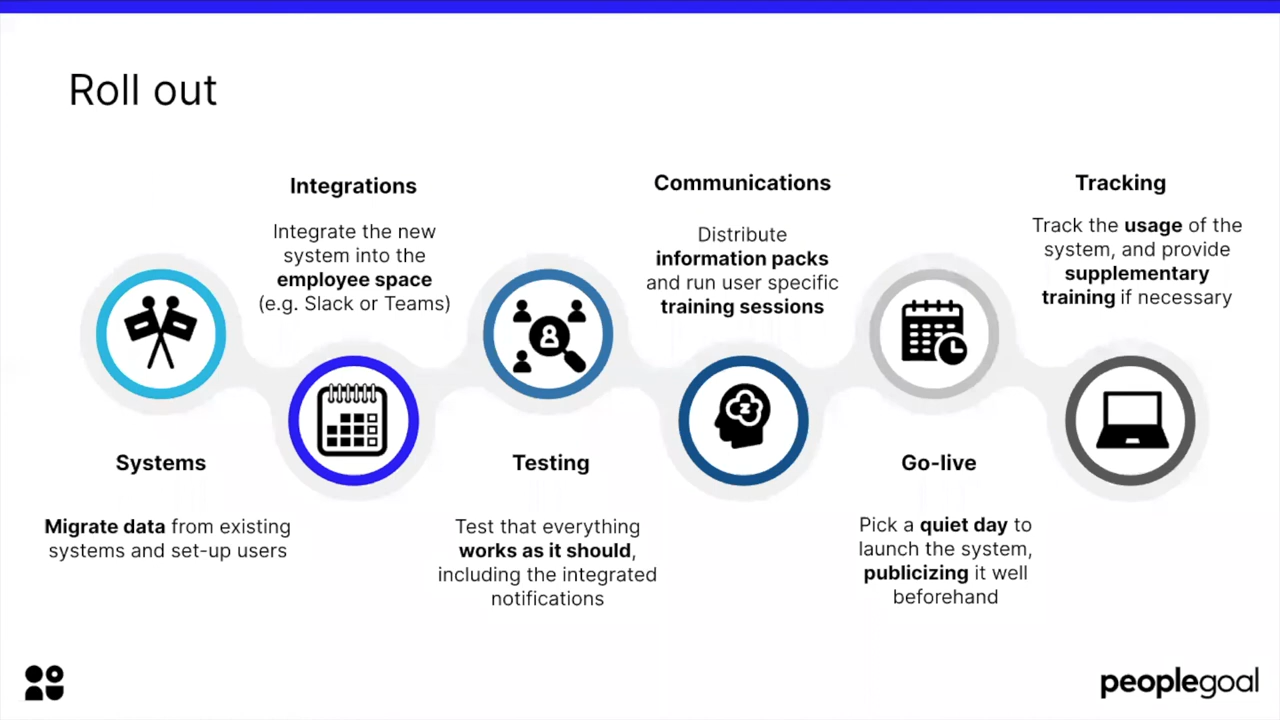 Roll out
Systems
Migrate data from existing
systems and set-up users
Integrations
Integrate the new
system into the
employee space
(e.g. Slack or Teams)
Testing
Test that everything
works as it should,
including the integrated
notifications
Communications
Distribute
information packs
and run user specific
training sessions
Go-live
Pick a quiet day to
launch the system,
publicizing it well
beforehand
Tracking
Track the usage of the
system, and provide
supplementary
training if necessary
peoplegoal